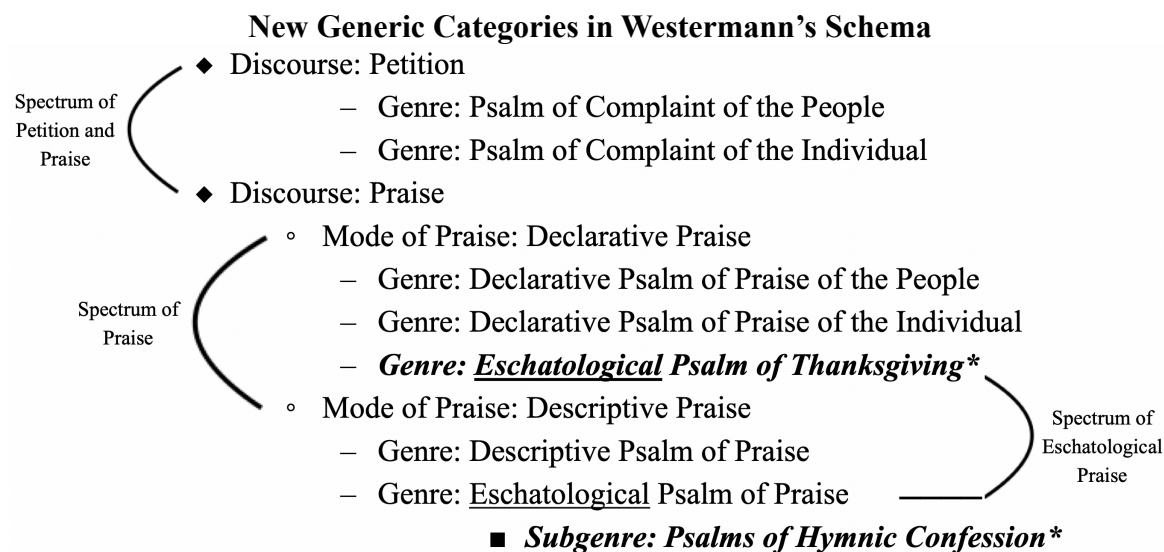 New Generic Categories in Westermann’s Schema
◆ Discourse: Petition
– Genre: Psalm of Complaint of the People
– Genre: Psalm of Complaint of the Individual
Spectrum of
Petition and
Praise
◆ Discourse: Praise
◦ Mode of Praise: Declarative Praise
– Genre: Declarative Psalm of Praise of the People
– Genre: Declarative Psalm of Praise of the Individual
– Genre: Eschatological Psalm of Thanksgiving*
Spectrum of
Praise
◦ Mode of Praise: Descriptive Praise
– Genre: Descriptive Psalm of Praise
– Genre: Eschatological Psalm of Praise
Spectrum of
Eschatological
Praise
■ Subgenre: Psalms of Hymnic Confession*